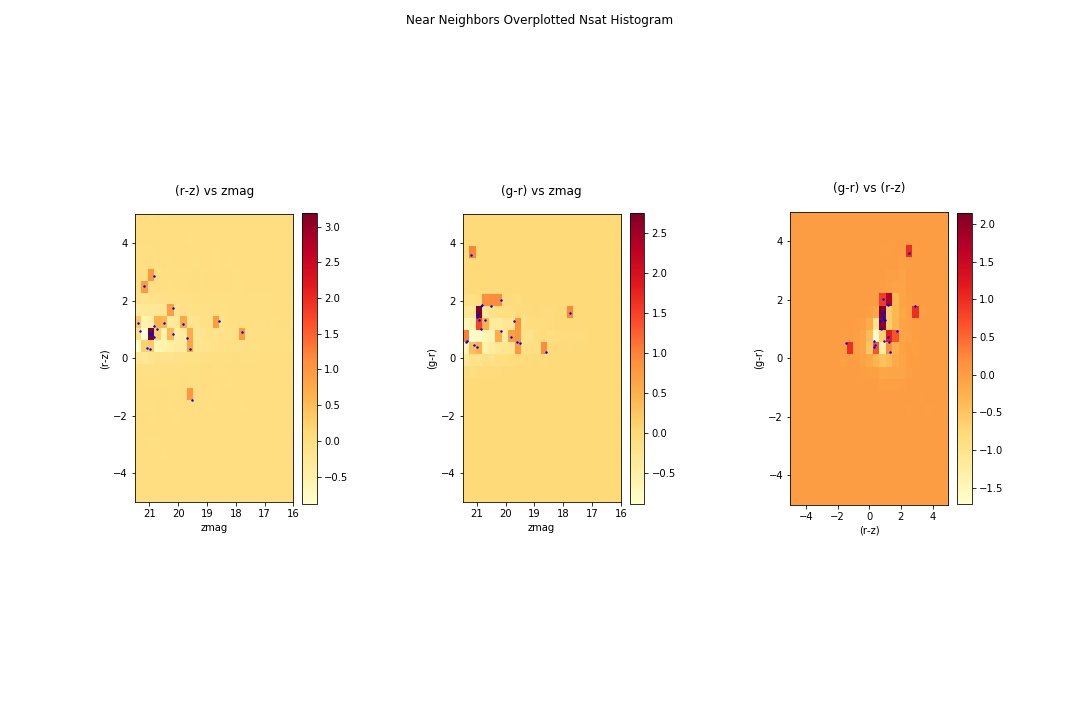 Near Neighbors Overplotted Nsat Histogram
(r-z) vs zmag
(g-r) vs zmag
(g-r) vs (r-z)
4
2
0
−2
−4
(r-z)
21 20 19 18 17 16
zmag
3.0
2.5
2.0
1.5
1.0
0.5
0.0
−0.5
4
2
0
−2
−4
(g-r)
21 20 19 18 17 16
zmag
2.5
2.0
1.5
1.0
0.5
0.0
−0.5
4
2
0
−2
−4
(g-r)
−4 −2 0 2 4
(r-z)
2.0
1.5
1.0
0.5
0.0
−0.5
−1.0
−1.5